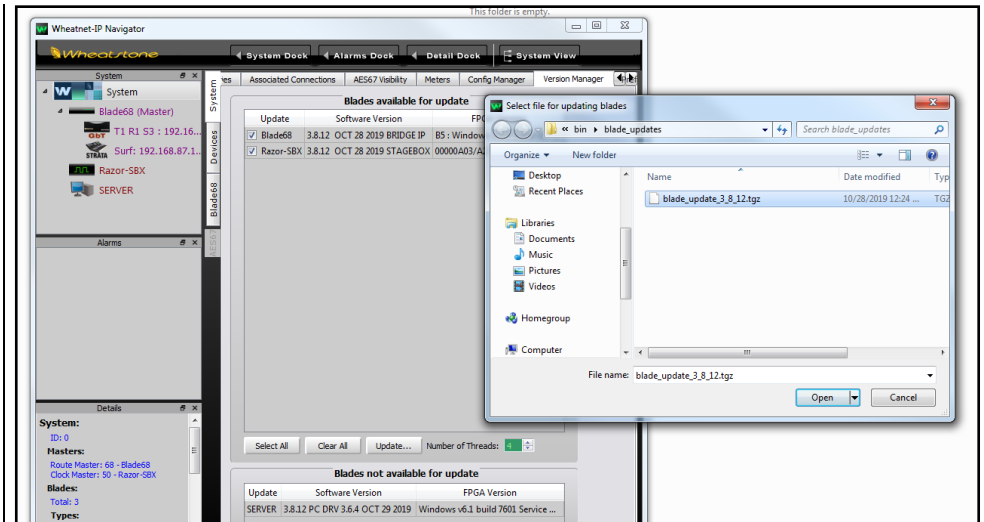 This folder is empty.
Wheatnet-IP Navigator
Wheatstone
System Dock
Alarms Dock
Detail Dock
System View
System
System
Blade68 (Master)
T1 R1 S3 : 192.16...
Surf: 192.168.87.1...
STRATA
Razor-SBX
SERVER
System
Devices
Blade68
AES67
Associated Connections
AES67 Visibility
Meters
Config Manager
Version Manager
Blades available for update
Update Software Version
Blade68 3.8.12 OCT 28 2019 BRIDGE IP B5 : Window
Razor-SBX 3.8.12 OCT 28 2019 STAGEBOX
Select All
Clear All
Update...
Number of Threads: 4
Blades not available for update
Update Software Version FPGA Version
SERVER 3.8.12 PC DRV 3.6.4 OCT 29 2019 Windows v6.1 build 7601 Service ...
Alarms
Details
System:
ID: 0
Masters:
Route Master: 68 - Blade68
Clock Master: 50 - Razor-SBX
Blades:
Total: 3
Types:
Select file for updating blades
« bin ▸ blade_updates
Search blade_updates
Organize
New folder
Desktop
Recent Places
Libraries
Documents
Music
Pictures
Videos
Homegroup
Computer
Name Date modified Typ
blade_update_3_8_12.tgz 10/28/2019 12:24 ... TGZ
File name: blade_update_3_8_12.tgz
Open
Cancel